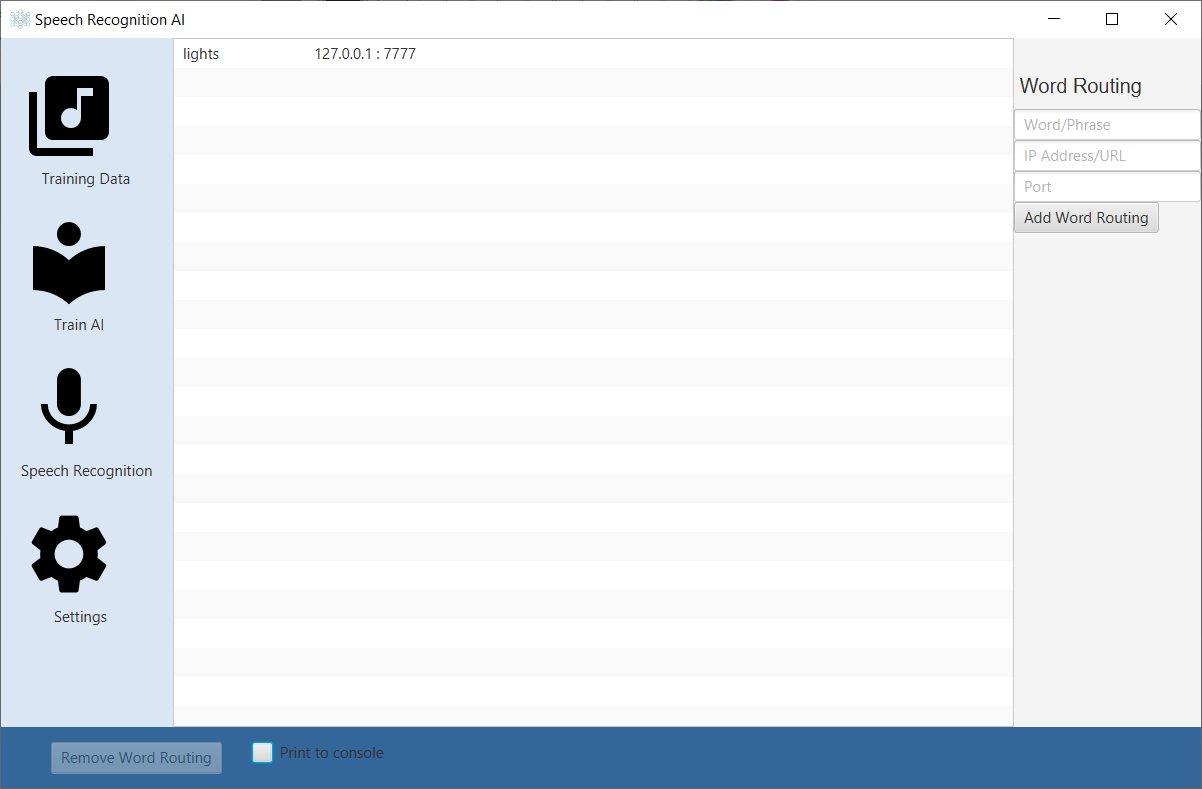 Speech Recognition AI
Training Data
Train AI
Speech Recognition
Settings
lights 127.0.0.1 : 7777
Word Routing
Word/Phrase
IP Address/URL
Port
Add Word Routing
Remove Word Routing
Print to console